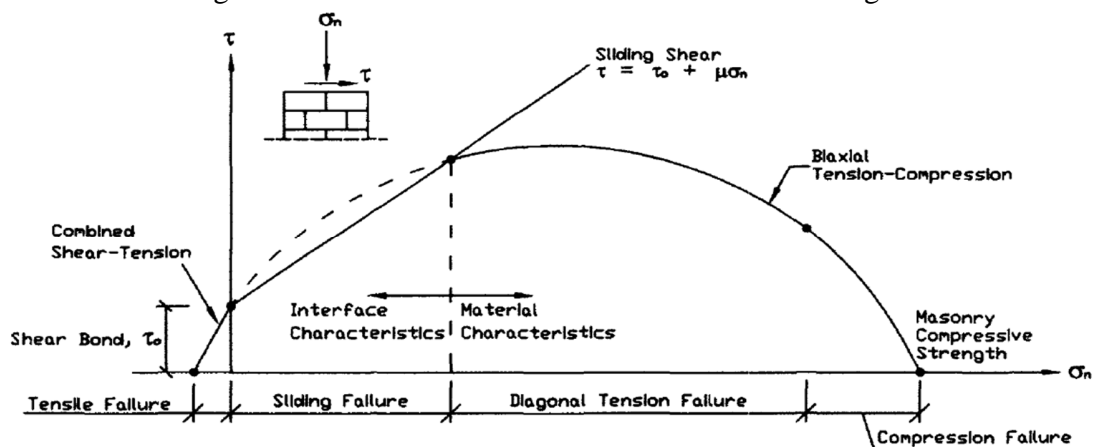 σn
τ
τ
Sliding Shear
τ = τo + μσn
Biaxial
Tension-Compression
Combined
Shear-Tension
Interface
Characteristics
Material
Characteristics
Shear Bond, τo
Masonry
Compressive
Strength
σn
Tensile Failure
Sliding Failure
Diagonal Tension Failure
Compression Failure